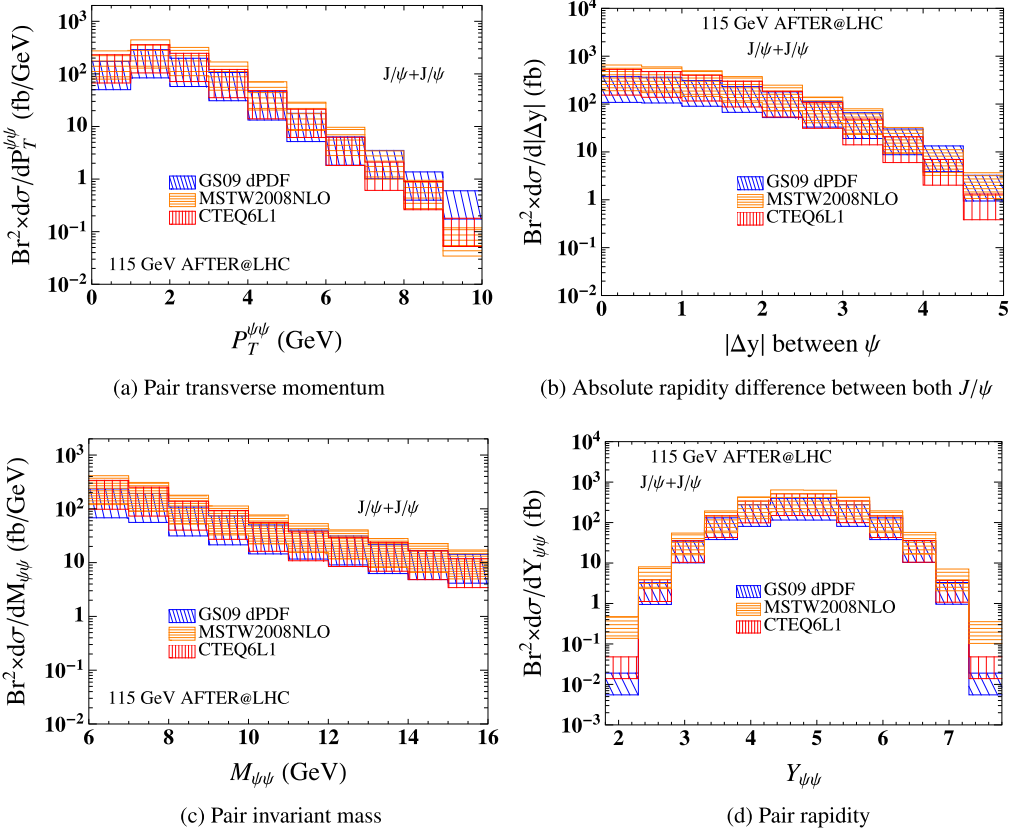 Br²×dσ/dP_T^ψψ (fb/GeV)
10³
10²
10
1
10⁻¹
10⁻²
J/ψ+J/ψ
GS09 dPDF
MSTW2008NLO
CTEQ6L1
115 GeV AFTER@LHC
0 2 4 6 8 10
P_T^ψψ (GeV)
(a) Pair transverse momentum
Br²×dσ/d|Δy| (fb)
10⁴
10³
10²
10
1
10⁻¹
10⁻²
115 GeV AFTER@LHC
J/ψ+J/ψ
GS09 dPDF
MSTW2008NLO
CTEQ6L1
0 1 2 3 4 5
|Δy| between ψ
(b) Absolute rapidity difference between both J/ψ
Br²×dσ/dM_ψψ (fb/GeV)
10³
10²
10
1
10⁻¹
10⁻²
J/ψ+J/ψ
GS09 dPDF
MSTW2008NLO
CTEQ6L1
115 GeV AFTER@LHC
6 8 10 12 14 16
M_ψψ (GeV)
(c) Pair invariant mass
Br²×dσ/dY_ψψ (fb)
10⁴
10³
10²
10
1
10⁻¹
10⁻²
10⁻³
115 GeV AFTER@LHC
J/ψ+J/ψ
GS09 dPDF
MSTW2008NLO
CTEQ6L1
2 3 4 5 6 7
Y_ψψ
(d) Pair rapidity